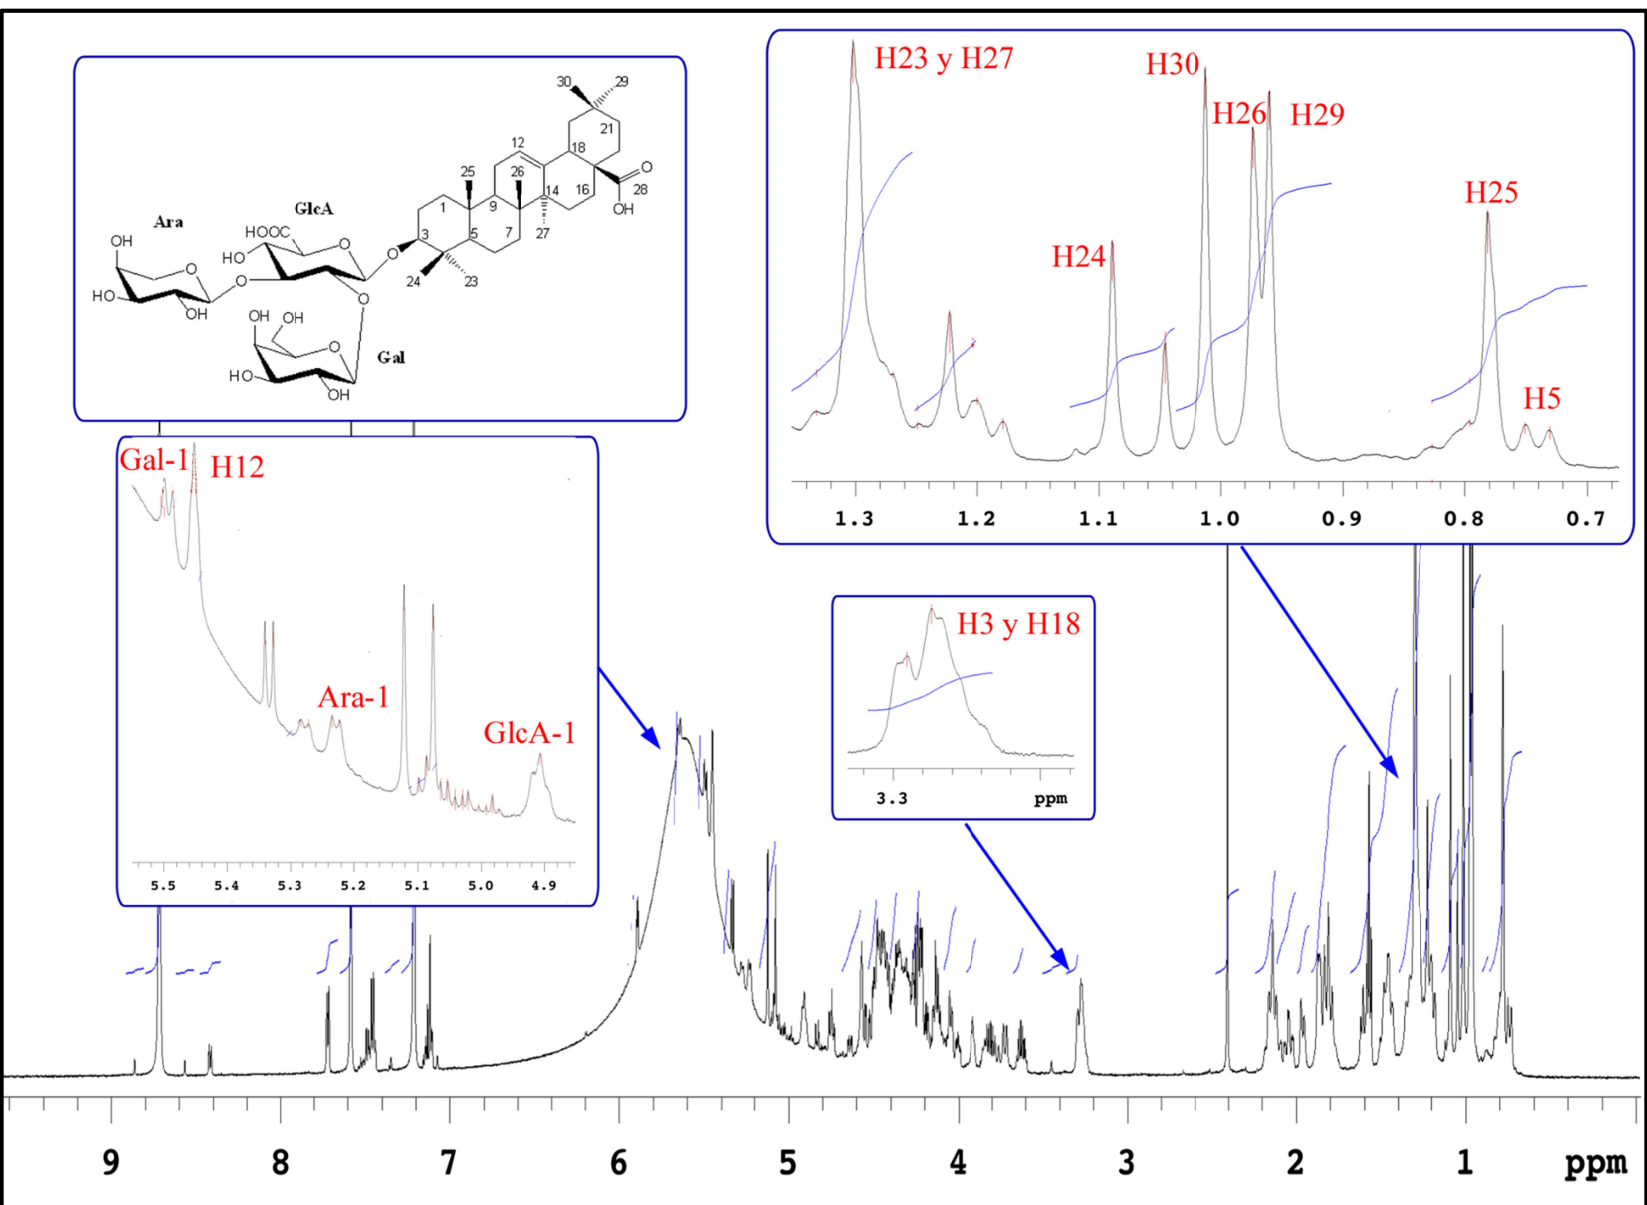 30
29
21
12
18
25
26
O
Ara
GlcA
1
9
14
16
28
OH
OH
HOOC
O
HO
O
3
5
7
27
O
O
24
23
HO
OH
O
OH
OH
O
Gal
HO
OH
H23 y H27
H30
H26
H29
H25
H24
H5
1.3 1.2 1.1 1.0 0.9 0.8 0.7
Gal-1
H12
Ara-1
GlcA-1
5.5 5.4 5.3 5.2 5.1 5.0 4.9
H3 y H18
3.3 ppm
9 8 7 6 5 4 3 2 1 ppm